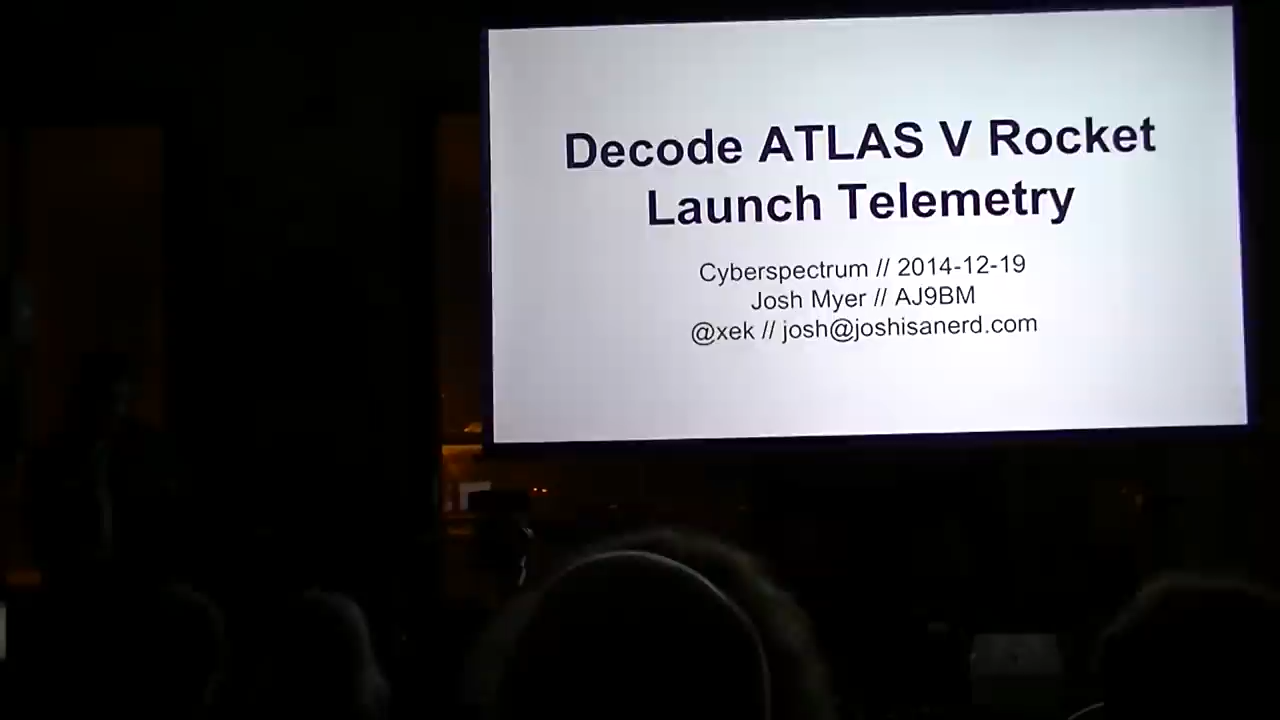 Decode ATLAS V Rocket
Launch Telemetry
Cyberspectrum // 2014-12-19
Josh Myer // AJ9BM
@xek // josh@joshisanerd.com